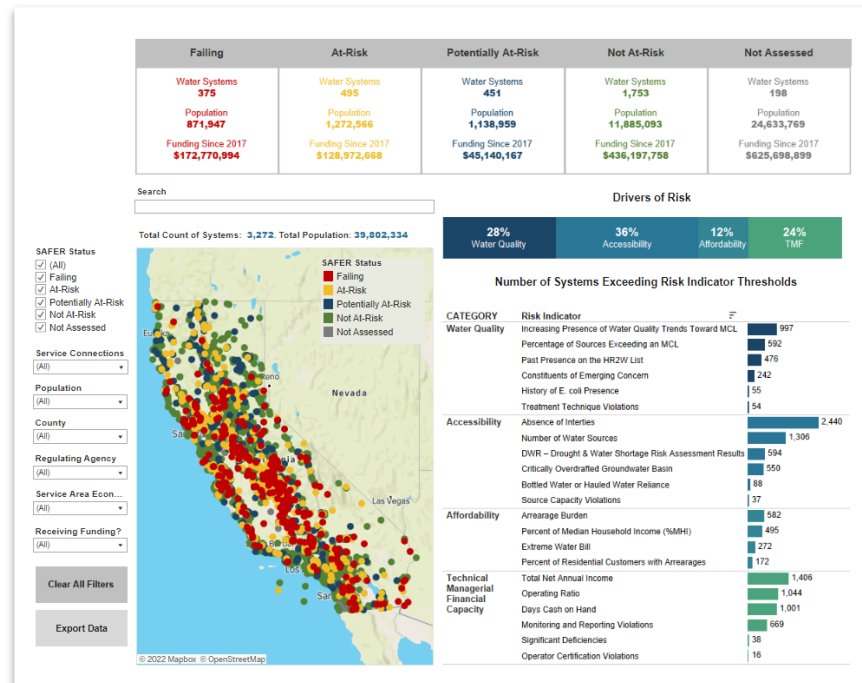 Failing
At-Risk
Potentially At-Risk
Not At-Risk
Not Assessed
Water Systems
375
Population
871,947
Funding Since 2017
$172,770,994
Water Systems
495
Population
1,272,566
Funding Since 2017
$128,972,668
Water Systems
451
Population
1,138,959
Funding Since 2017
$45,140,167
Water Systems
1,753
Population
11,885,093
Funding Since 2017
$436,197,758
Water Systems
198
Population
24,633,769
Funding Since 2017
$625,698,899
Search
Total Count of Systems: 3,272. Total Population: 39,802,334
SAFER Status
(All)
Failing
At-Risk
Potentially At-Risk
Not At-Risk
Not Assessed
Service Connections
(All)
Population
(All)
County
(All)
Regulating Agency
(All)
Service Area Econ...
(All)
Receiving Funding?
(All)
Clear All Filters
Export Data
SAFER Status
Failing
At-Risk
Potentially At-Risk
Not At-Risk
Not Assessed
Nevada
Las Vegas
© 2022 Mapbox © OpenStreetMap
Drivers of Risk
28%
Water Quality
36%
Accessibility
12%
Affordability
24%
TMF
Number of Systems Exceeding Risk Indicator Thresholds
CATEGORY Risk Indicator
Water Quality Increasing Presence of Water Quality Trends Toward MCL 997
Percentage of Sources Exceeding an MCL 592
Past Presence on the HR2W List 476
Constituents of Emerging Concern 242
History of E. coli Presence 55
Treatment Technique Violations 54
Accessibility Absence of Interties 2,440
Number of Water Sources 1,306
DWR – Drought & Water Shortage Risk Assessment Results 594
Critically Overdrafted Groundwater Basin 550
Bottled Water or Hauled Water Reliance 88
Source Capacity Violations 37
Affordability Arrearage Burden 582
Percent of Median Household Income (%MHI) 495
Extreme Water Bill 272
Percent of Residential Customers with Arrearages 172
Technical Managerial Financial Capacity
Total Net Annual Income 1,406
Operating Ratio 1,044
Days Cash on Hand 1,001
Monitoring and Reporting Violations 669
Significant Deficiencies 38
Operator Certification Violations 16